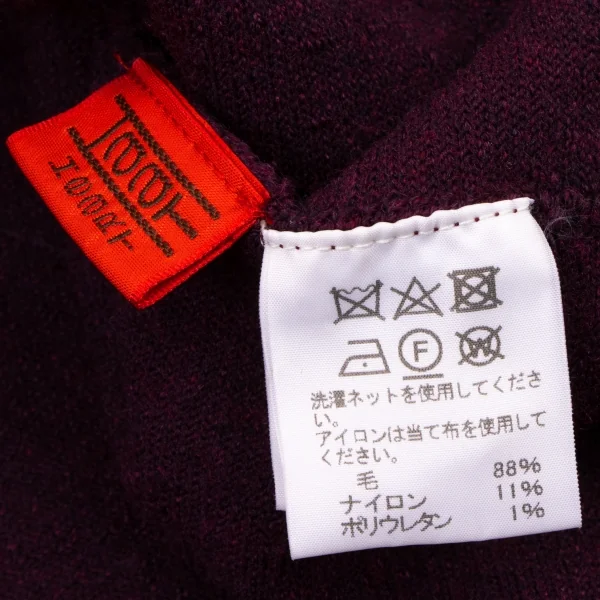 HaaRT
HaaRT
F
W
洗濯ネットを使用してくださ
い。
アイロンは当て布を使用して
ください。
毛 88%
ナイロン 11%
ポリウレタン 1%